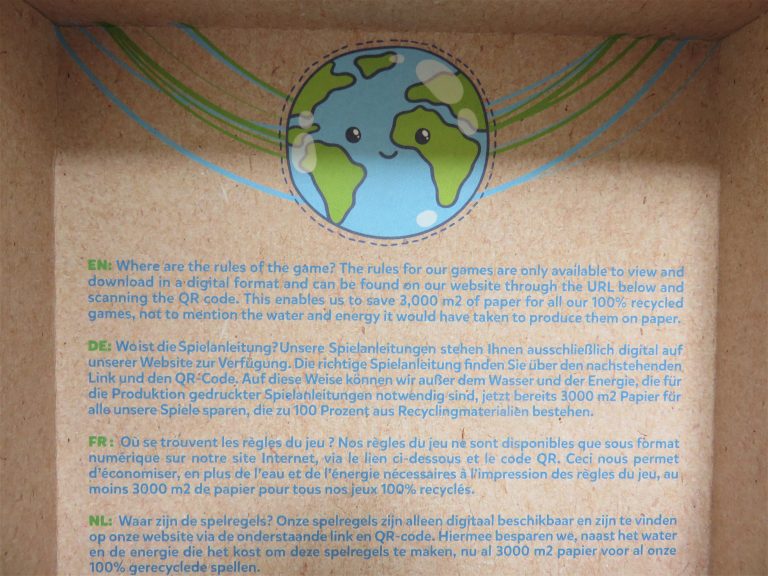 EN: Where are the rules of the game? The rules for our games are only available to view and
download in a digital format and can be found on our website through the URL below and
scanning the QR code. This enables us to save 3,000 m2 of paper for all our 100% recycled
games, not to mention the water and energy it would have taken to produce them on paper.
DE: Wo ist die Spielanleitung? Unsere Spielanleitungen stehen Ihnen ausschließlich digital auf
unserer Website zur Verfügung. Die richtige Spielanleitung finden Sie über den nachstehenden
Link und den QR-Code. Auf diese Weise können wir außer dem Wasser und der Energie, die für
die Produktion gedruckter Spielanleitungen notwendig sind, jetzt bereits 3000 m2 Papier für
alle unsere Spiele sparen, die zu 100 Prozent aus Recyclingmaterialien bestehen.
FR : Où se trouvent les règles du jeu ? Nos règles du jeu ne sont disponibles que sous format
numérique sur notre site Internet, via le lien ci-dessous et le code QR. Ceci nous permet
d'économiser, en plus de l'eau et de l'énergie nécessaires à l'impression des règles du jeu, au
moins 3000 m2 de papier pour tous nos jeux 100% recyclés.
NL: Waar zijn de spelregels? Onze spelregels zijn alleen digitaal beschikbaar en zijn te vinden
op onze website via de onderstaande link en QR-code. Hiermee besparen we, naast het water
en de energie die het kost om deze spelregels te maken, nu al 3000 m2 papier voor al onze
100% gerecyclede spellen.